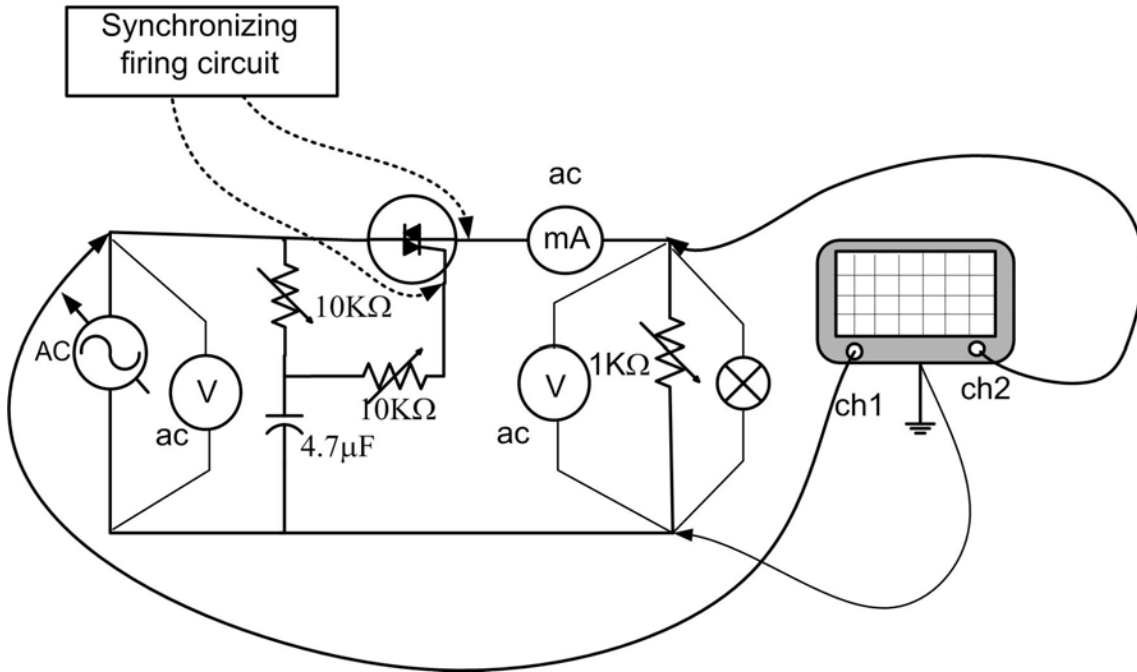 Synchronizing
firing circuit
ac
mA
10KΩ
AC
V
ac
10KΩ
4.7µF
V
ac
1KΩ
ch1
ch2